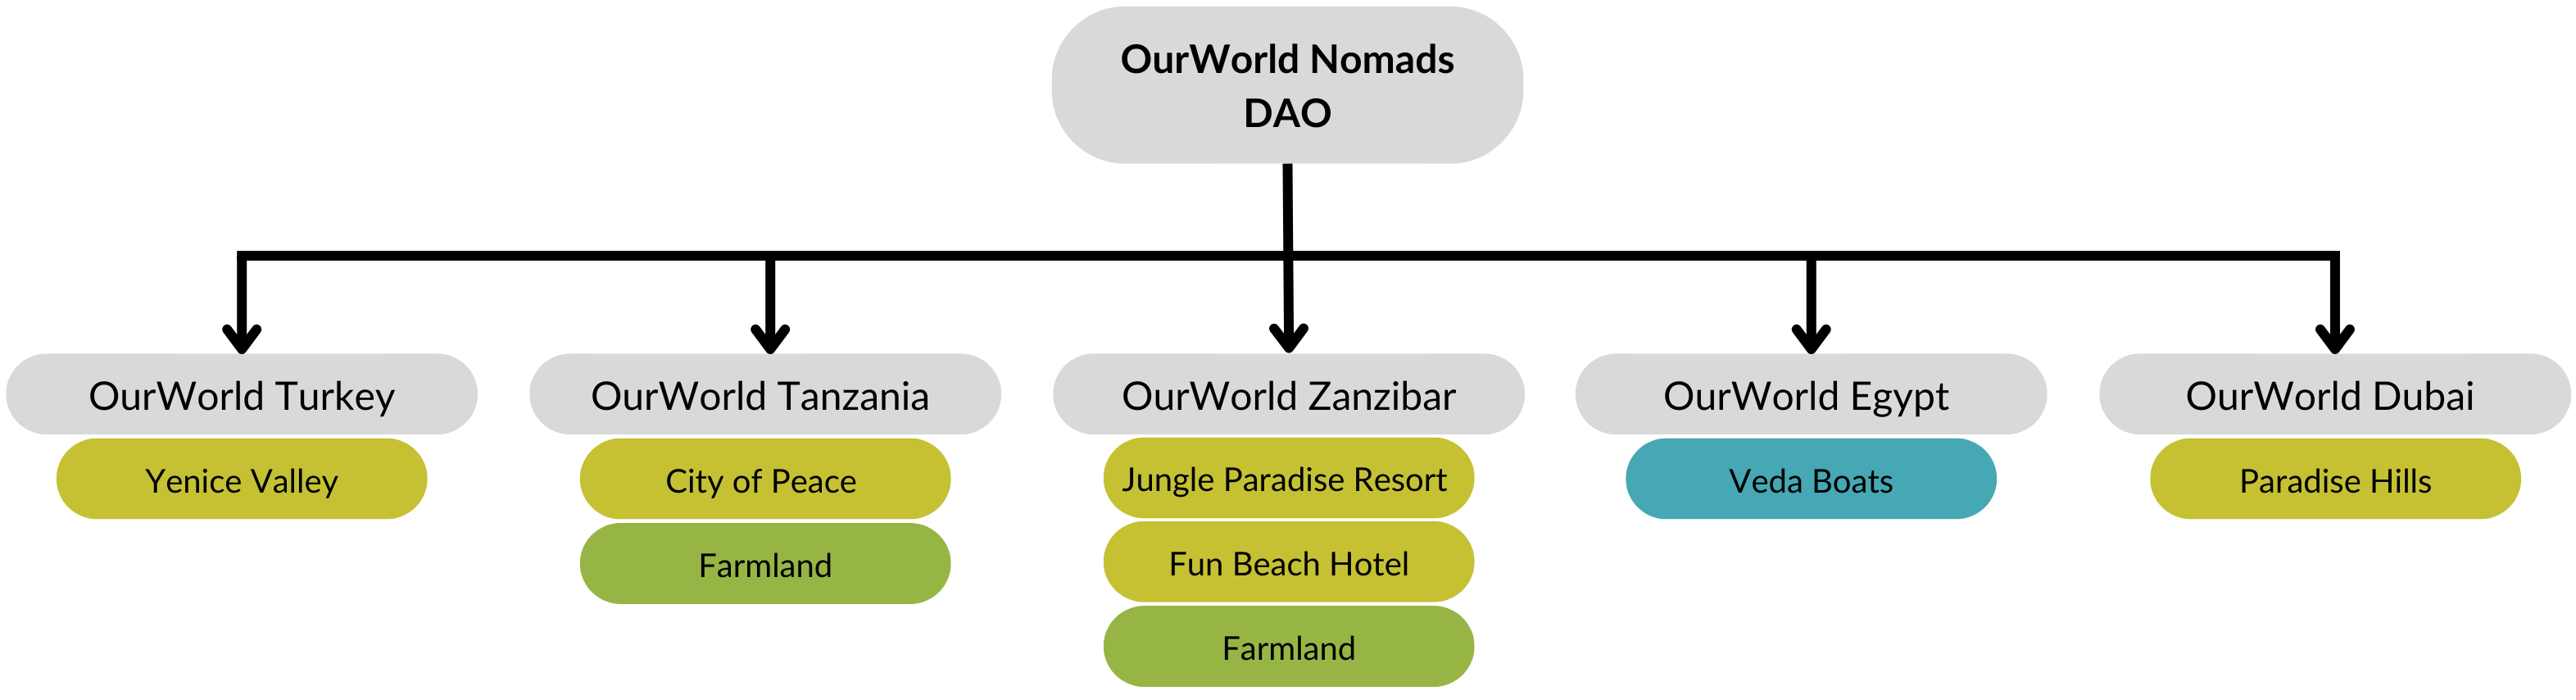 OurWorld Nomads
DAO
OurWorld Turkey
Yenice Valley
OurWorld Tanzania
City of Peace
Farmland
OurWorld Zanzibar
Jungle Paradise Resort
Fun Beach Hotel
Farmland
OurWorld Egypt
Veda Boats
OurWorld Dubai
Paradise Hills